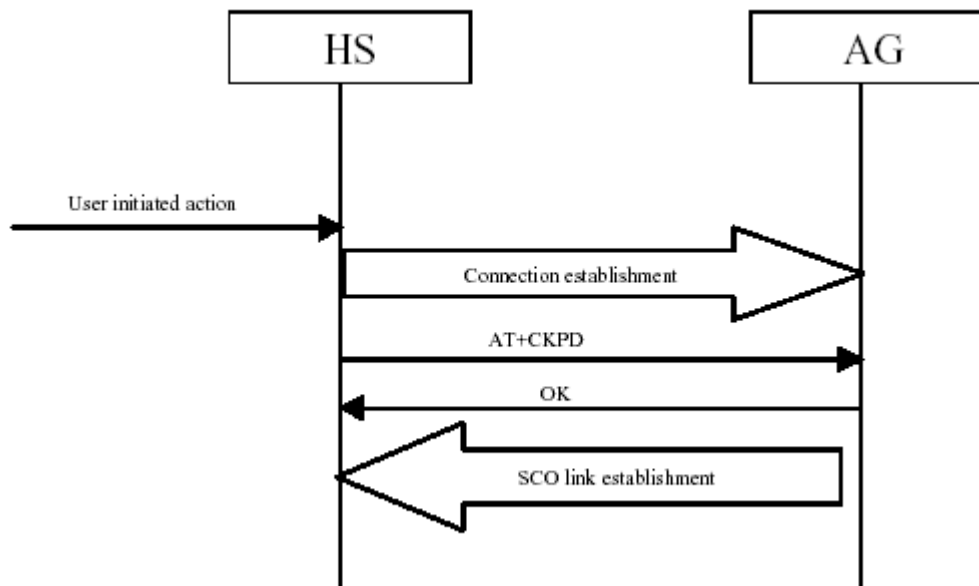 HS
AG
User initiated action
Connection establishment
AT+CKPD
OK
SCO link establishment